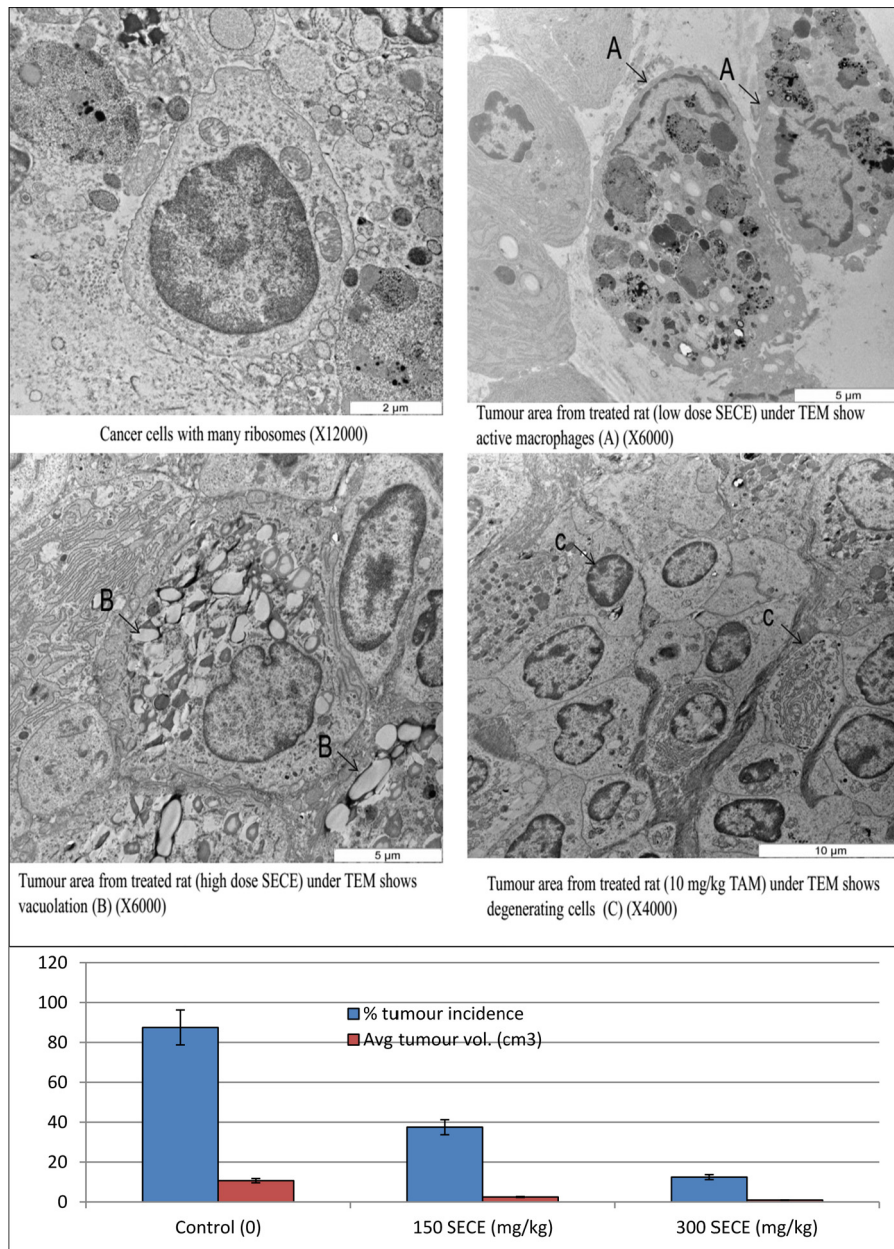 A
A
2 µm
5 µm
Cancer cells with many ribosomes (X12000)
Tumour area from treated rat (low dose SECE) under TEM show
active macrophages (A) (X6000)
B
B
5 µm
c
c
10 µm
Tumour area from treated rat (high dose SECE) under TEM shows
vacuolation (B) (X6000)
Tumour area from treated rat (10 mg/kg TAM) under TEM shows
degenerating cells (C) (X4000)
120
100
80
60
40
20
0
% tumour incidence
Avg tumour vol. (cm3)
Control (0)
150 SECE (mg/kg)
300 SECE (mg/kg)